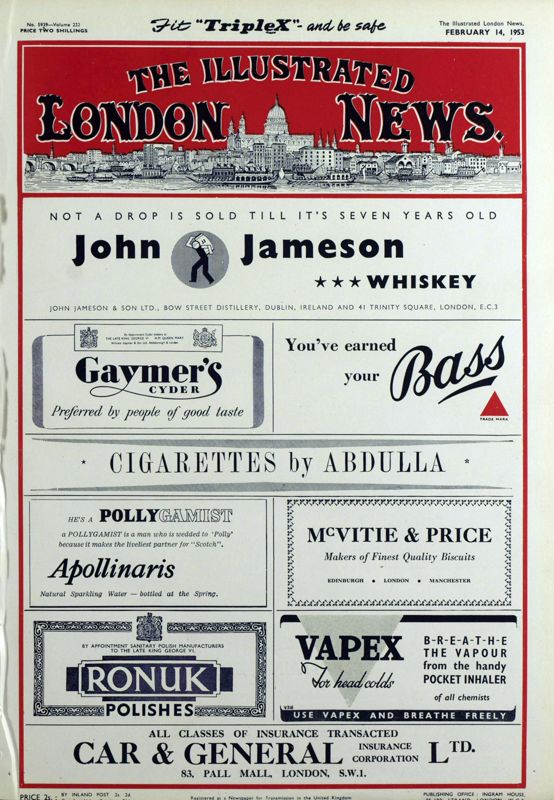 No. 5939—Volume 222
PRICE TWO SHILLINGS
Fit "TripleX" - and be safe
The Illustrated London News.
FEBRUARY 14, 1953
THE ILLUSTRATED
LONDON NEWS.
NOT A DROP IS SOLD TILL IT'S SEVEN YEARS OLD
John Jameson
★★★ WHISKEY
JOHN JAMESON & SON LTD., BOW STREET DISTILLERY, DUBLIN, IRELAND AND 41 TRINITY SQUARE, LONDON, E.C.3
THE LATE KING GEORGE VI H.M. QUEEN MARY
Gaymer's
CYDER
Preferred by people of good taste
You've earned
your Bass
TRADE MARK
* CIGARETTES by ABDULLA *
HE'S A POLLYGAMIST
a POLLYGAMIST is a man who is wedded to 'Polly'
because it makes the liveliest partner for "Scotch".
Apollinaris
Natural Sparkling Water — bottled at the Spring.
McVITIE & PRICE
Makers of Finest Quality Biscuits
EDINBURGH • LONDON • MANCHESTER
BY APPOINTMENT SANITARY POLISH MANUFACTURERS
TO THE LATE KING GEORGE VI.
RONUK
POLISHES
VAPEX
for head colds
B-R-E-A-T-H-E
THE VAPOUR
from the handy
POCKET INHALER
of all chemists
USE VAPEX AND BREATHE FREELY
ALL CLASSES OF INSURANCE TRANSACTED
CAR & GENERAL INSURANCE CORPORATION LTD.
83, PALL MALL, LONDON, S.W.1.
PRICE 2s. BY INLAND POST 2s. 2d
Registered as a Newspaper for Transmission in the United Kingdom
PUBLISHING OFFICE: INGRAM HOUSE,